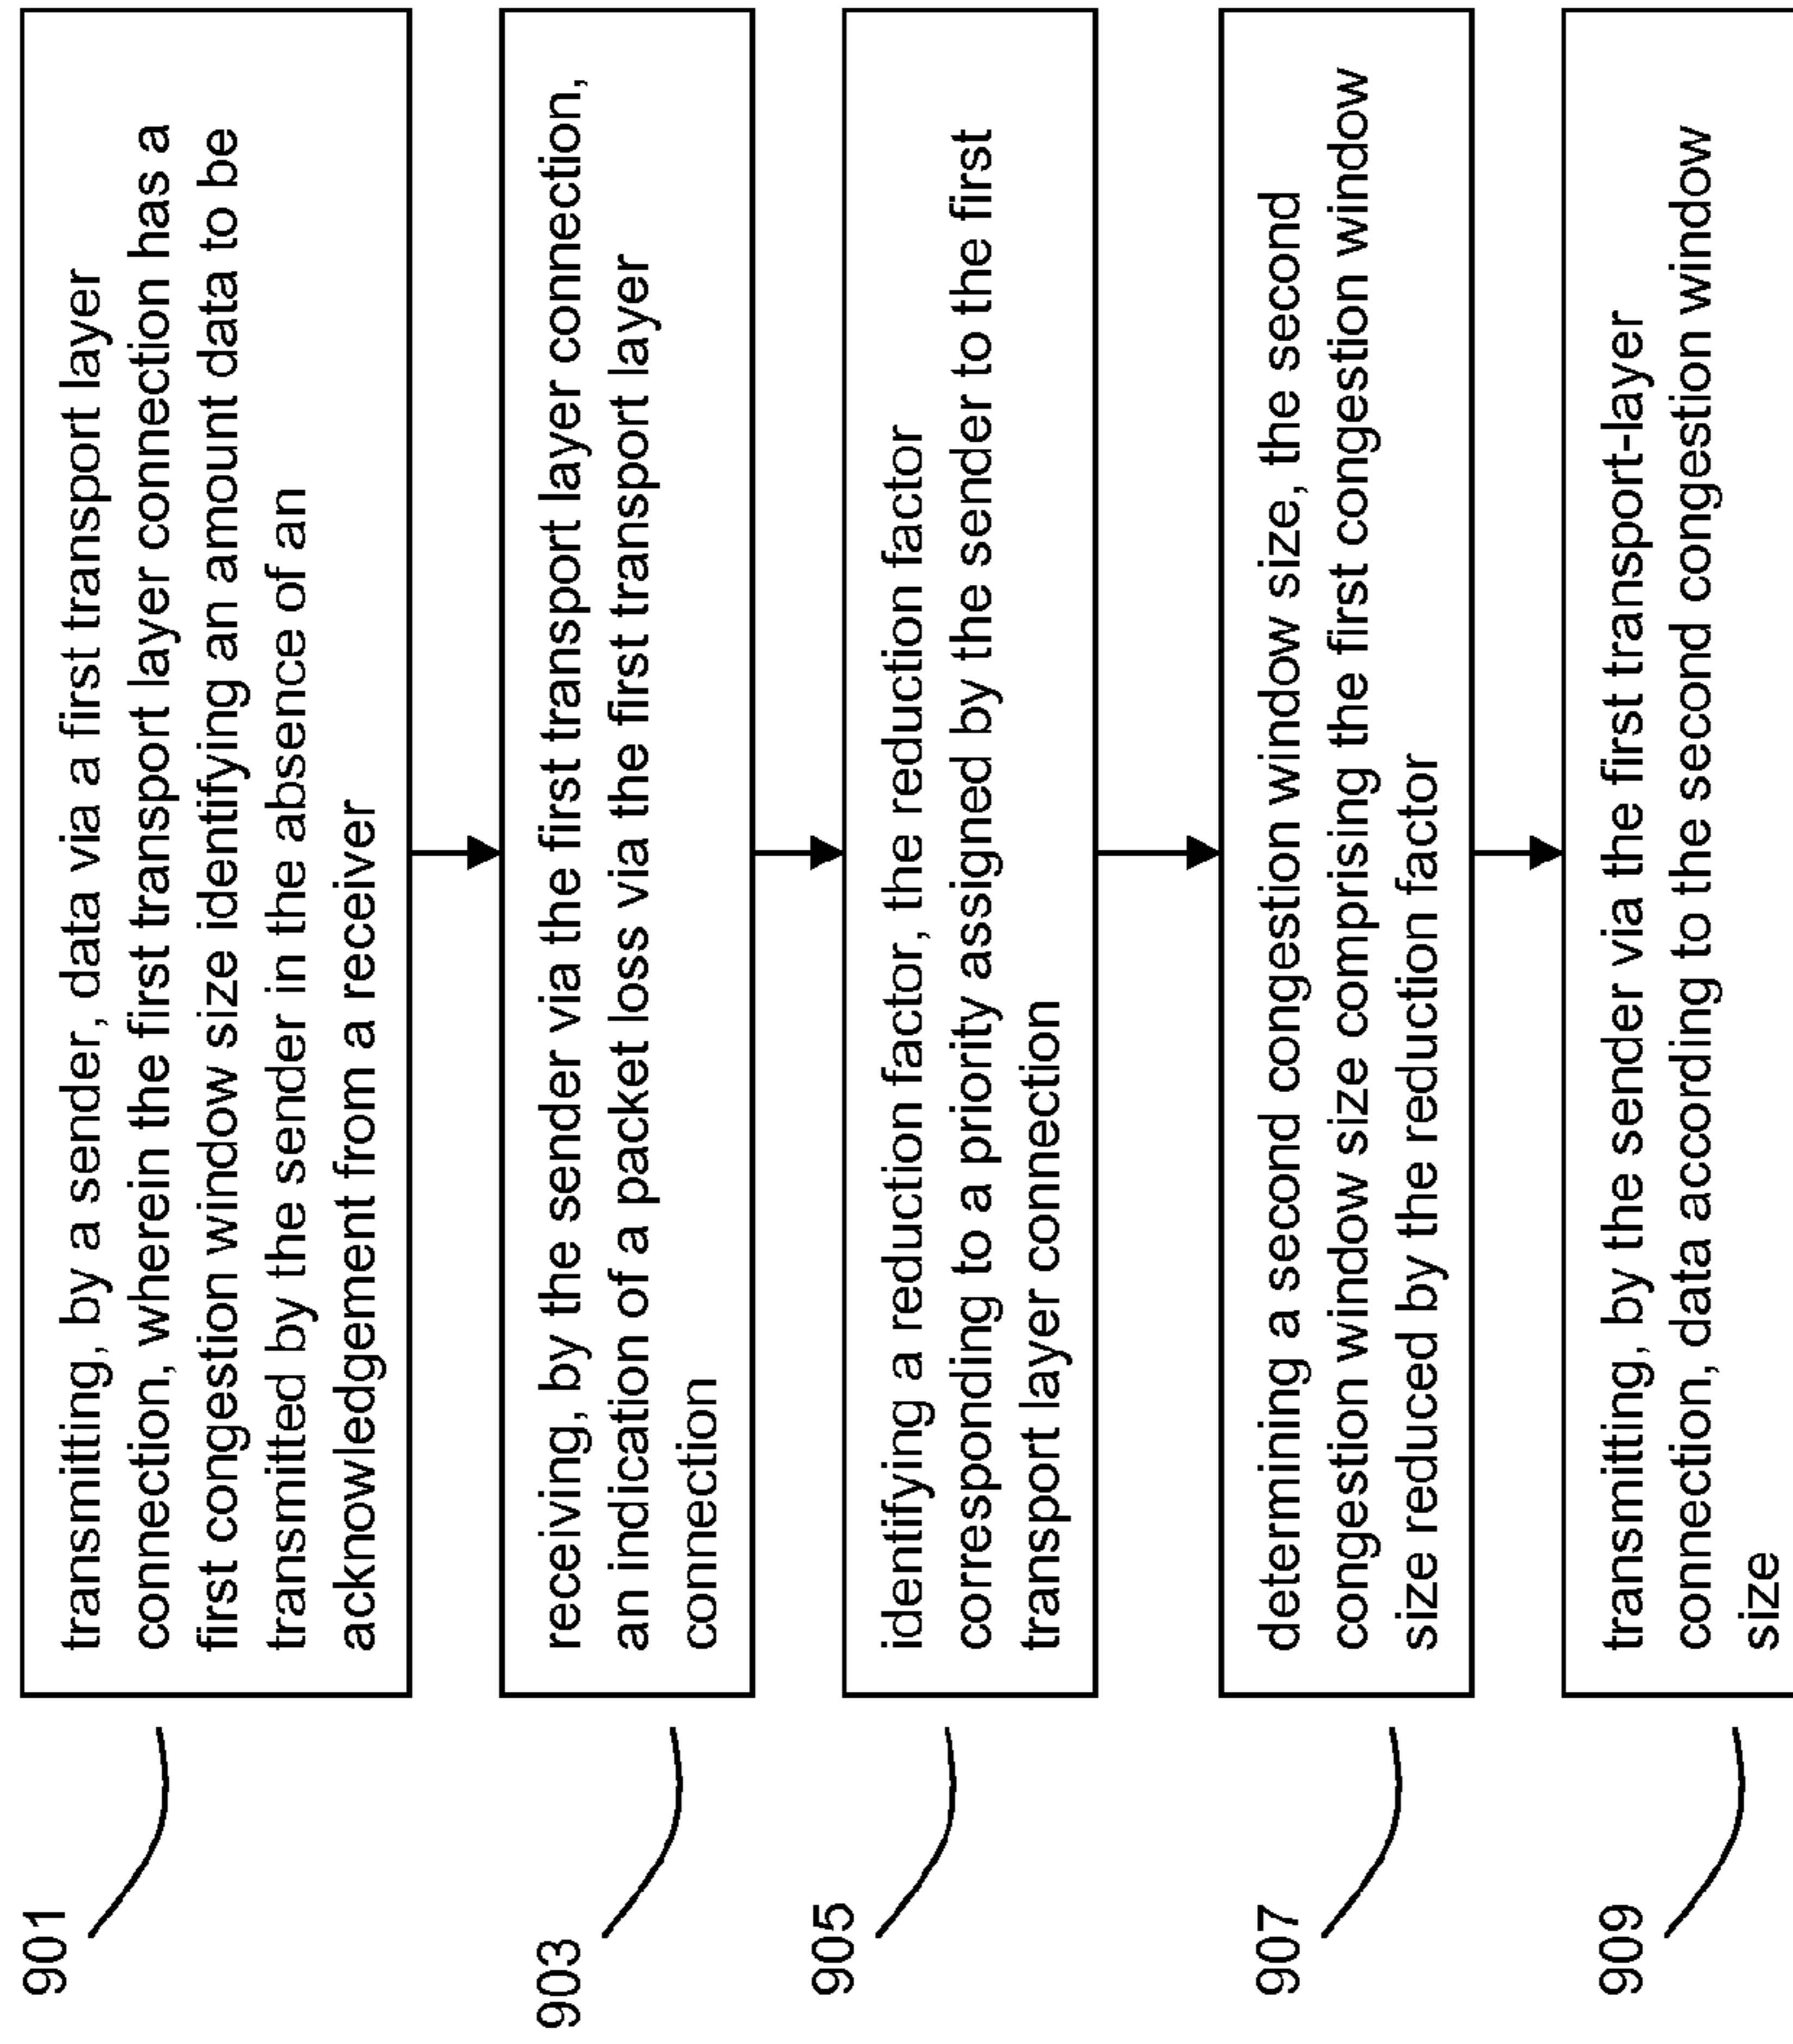 901
transmitting, by a sender, data via a first transport layer
connection, wherein the first transport layer connection has a
first congestion window size identifying an amount data to be
transmitted by the sender in the absence of an
acknowledgement from a receiver
903
receiving, by the sender via the first transport layer connection,
an indication of a packet loss via the first transport layer
connection
905
identifying a reduction factor, the reduction factor
corresponding to a priority assigned by the sender to the first
transport layer connection
907
determining a second congestion window size, the second
congestion window size comprising the first congestion window
size reduced by the reduction factor
909
transmitting, by the sender via the first transport-layer
connection, data according to the second congestion window
size